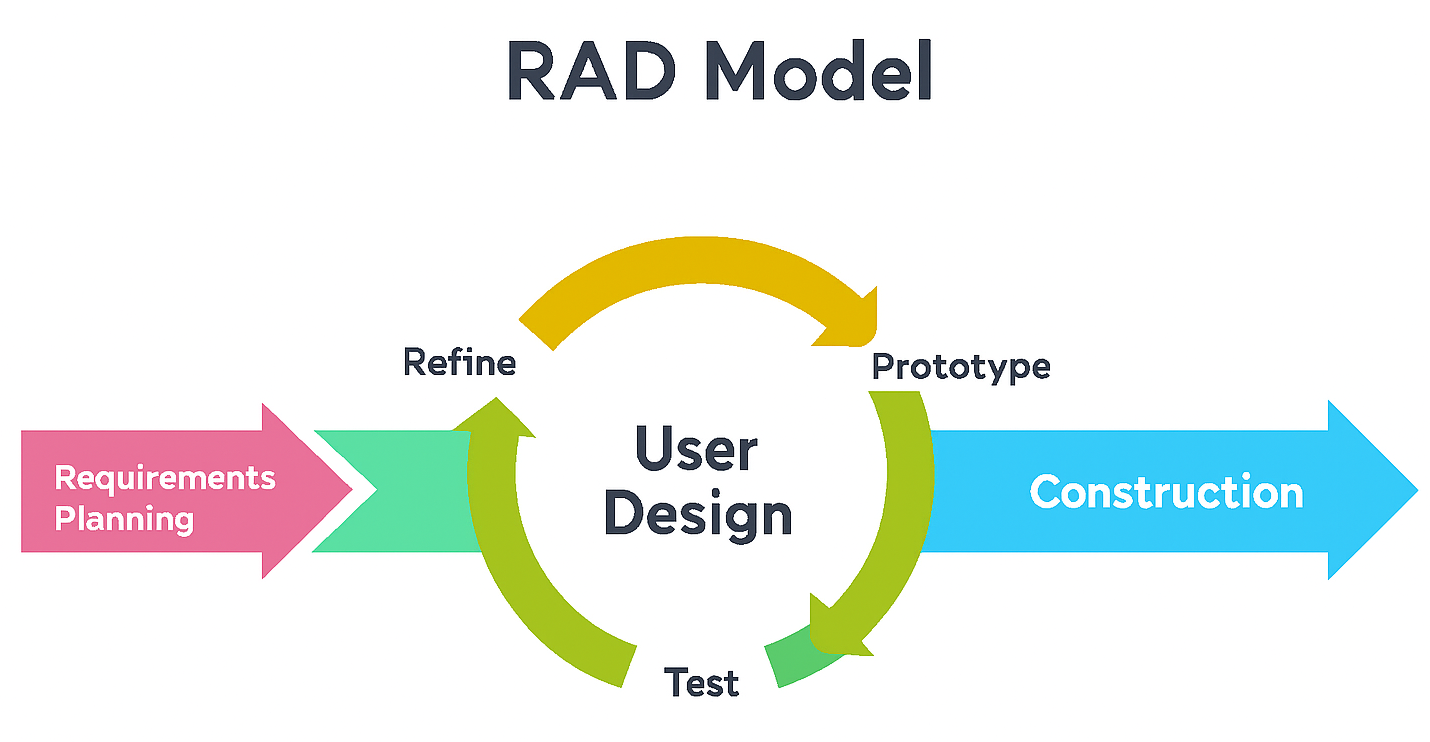 RAD Model
Refine
Prototype
Requirements
Planning
User
Design
Construction
Test